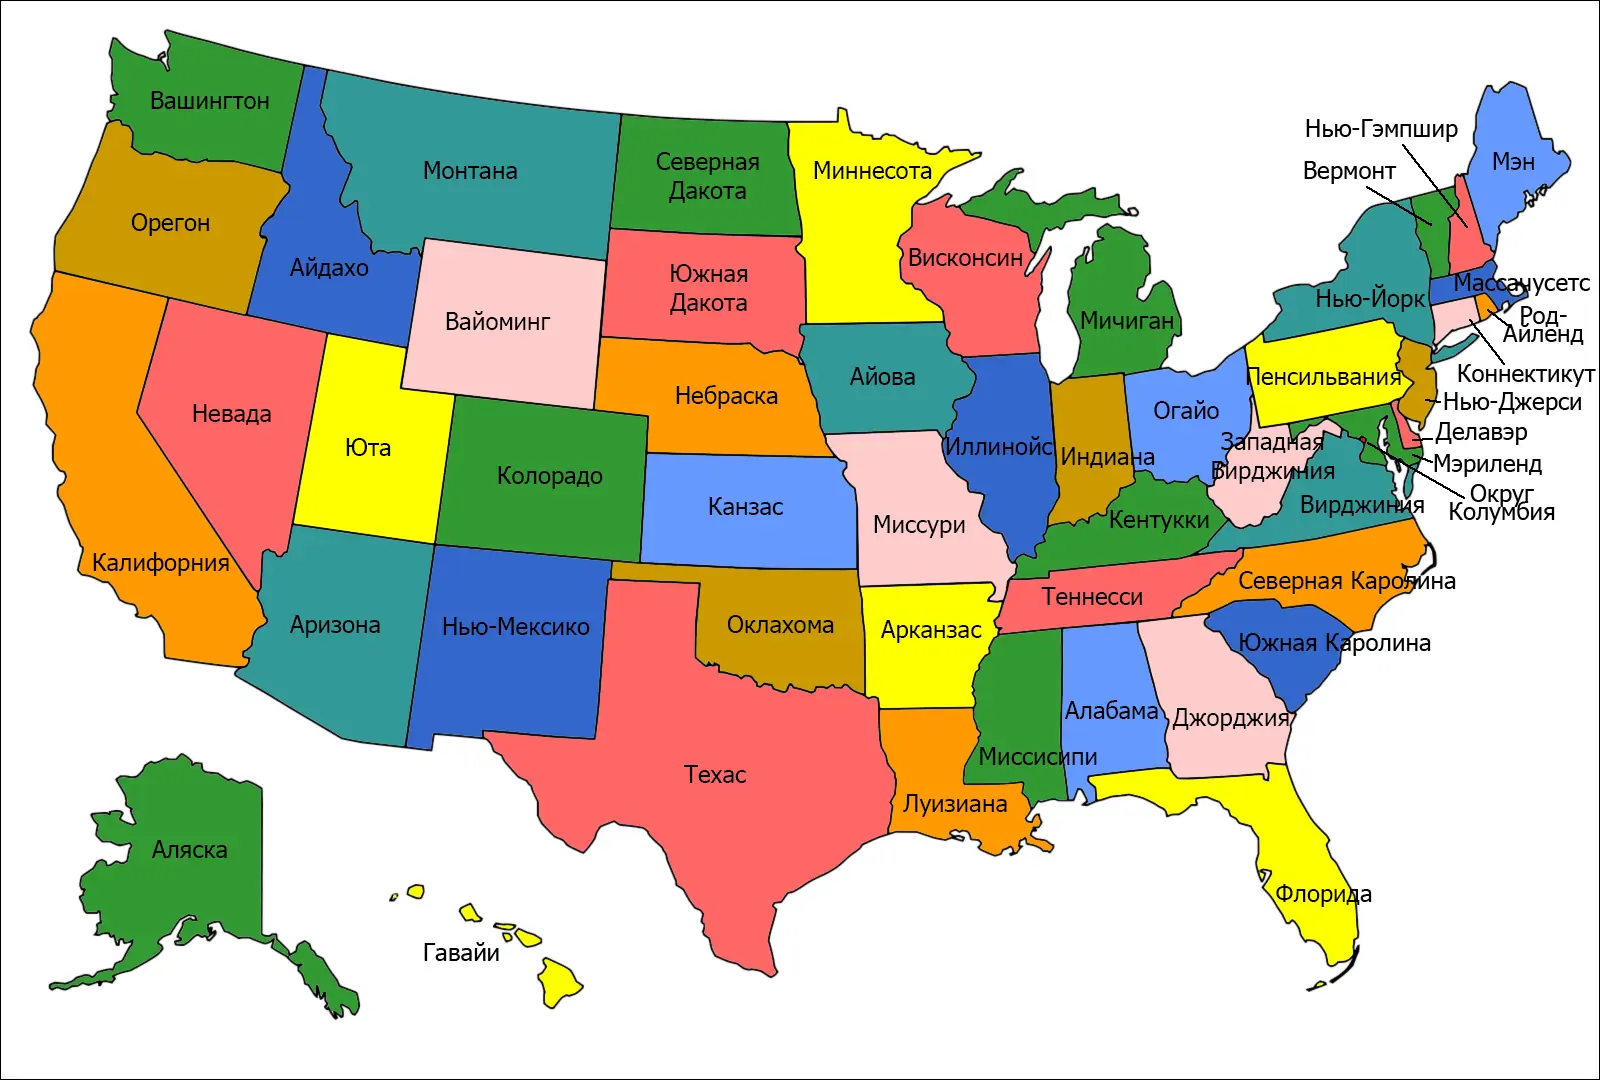 Вашингтон
Орегон
Калифорния
Невада
Айдахо
Монтана
Вайоминг
Юта
Колорадо
Аризона
Нью-Мексико
Северная
Дакота
Южная
Дакота
Небраска
Канзас
Оклахома
Техас
Миннесота
Айова
Миссури
Арканзас
Луизиана
Висконсин
Иллинойс
Мичиган
Индиана
Огайо
Кентукки
Теннесси
Миссисипи
Алабама
Джорджия
Флорида
Южная Каролина
Северная Каролина
Вирджиния
Западная
Вирджиния
Пенсильвания
Нью-Йорк
Вермонт
Нью-Гэмпшир
Мэн
Массачусетс
Род-
Айленд
Коннектикут
Нью-Джерси
Делавэр
Мэриленд
Округ
Колумбия
Аляска
Гавайи